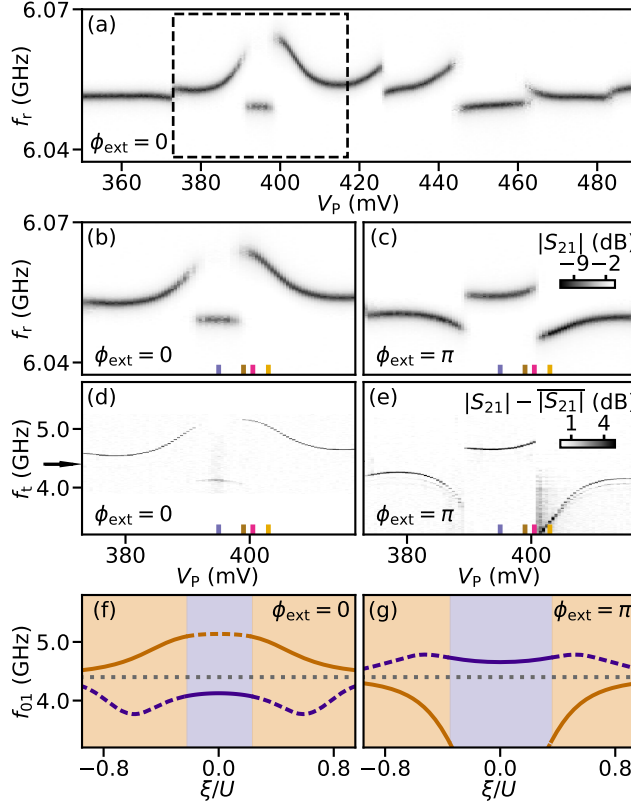 6.07
(a)
f_r (GHz)
ϕ_ext = 0
6.04
360 380 400 420 440 460 480
V_P (mV)
6.07
(b) (c)
|S_21| (dB)
−9 −2
f_r (GHz)
ϕ_ext = 0 ϕ_ext = π
6.04
(d) (e)
|S_21| − \overline{|S_21|} (dB)
1 4
5.0
f_t (GHz)
4.0
ϕ_ext = 0 ϕ_ext = π
380 400 380 400
V_P (mV) V_P (mV)
(f) ϕ_ext = 0 (g) ϕ_ext = π
5.0
f_01 (GHz)
4.0
−0.8 0.0 0.8 −0.8 0.0 0.8
ξ/U ξ/U